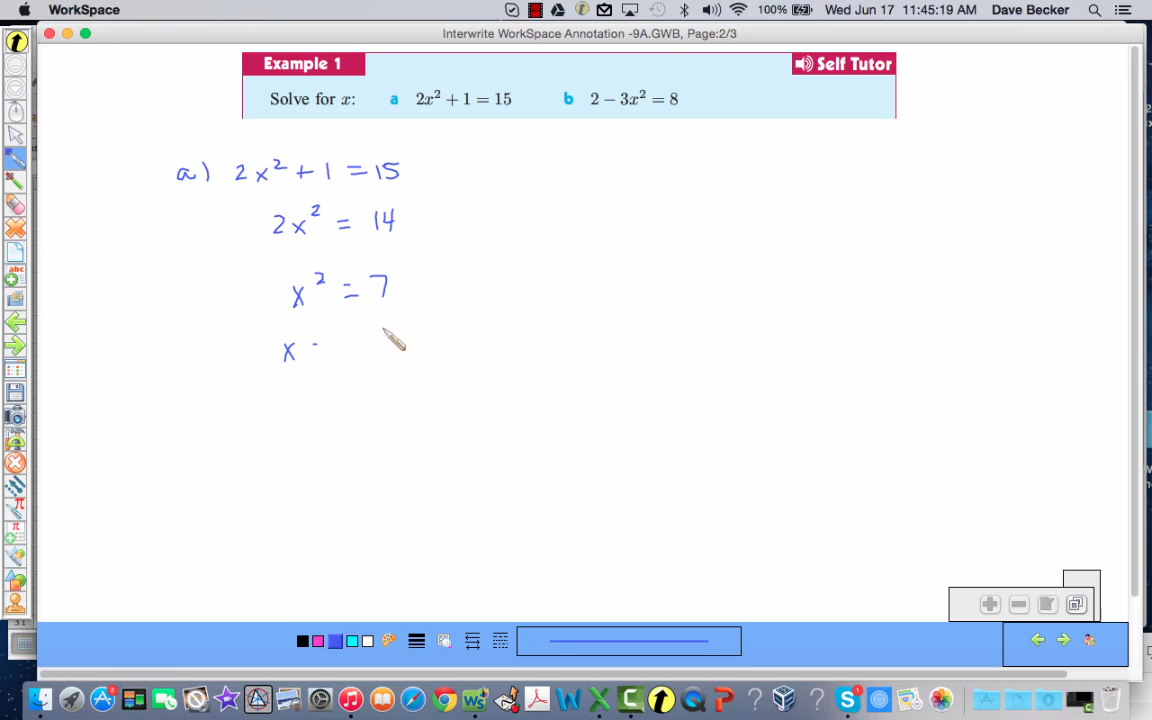 WorkSpace
100%
Wed Jun 17 11:45:19 AM
Dave Becker
Interwrite WorkSpace Annotation -9A.GWB, Page:2/3
Example 1
Self Tutor
Solve for x: a 2x² + 1 = 15 b 2 − 3x² = 8
a) 2x² + 1 = 15
2x² = 14
x² = 7
x -